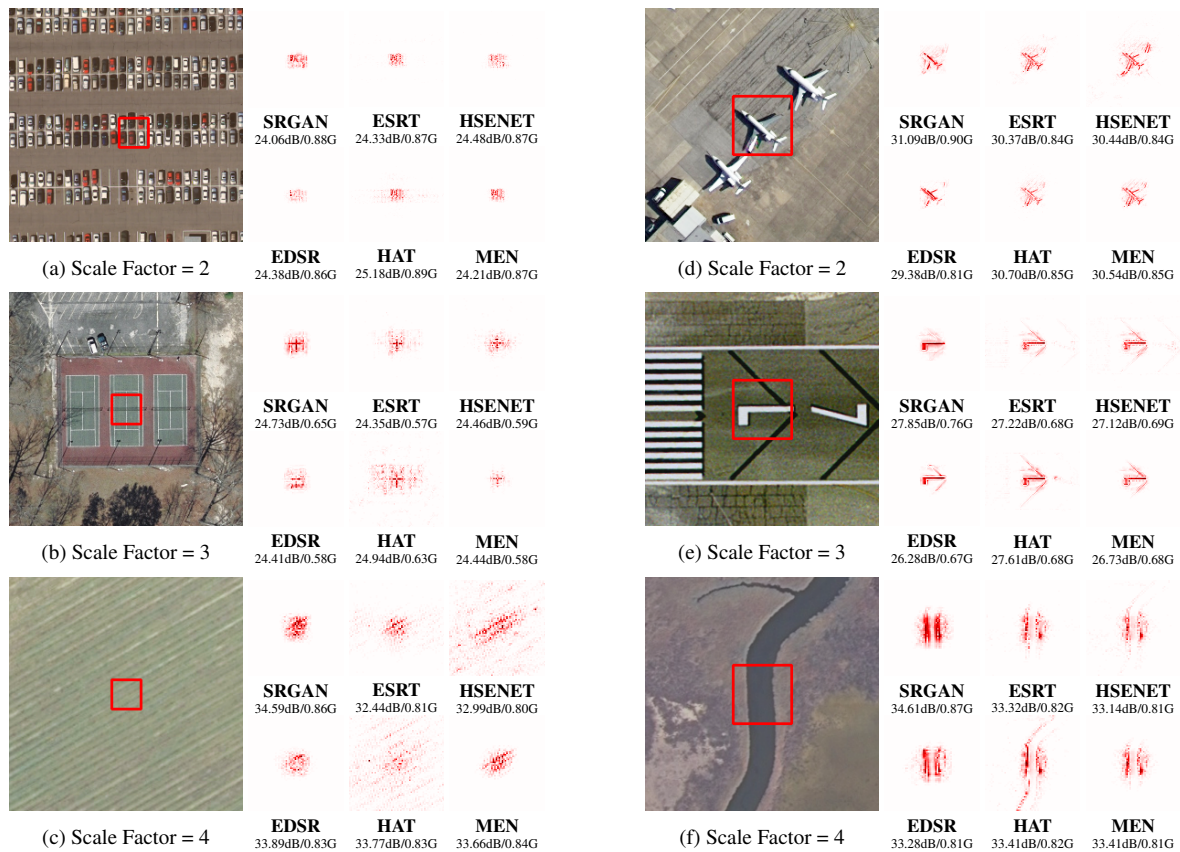 SRGAN ESRT HSENET
24.06dB/0.88G 24.33dB/0.87G 24.48dB/0.87G
EDSR HAT MEN
24.38dB/0.86G 25.18dB/0.89G 24.21dB/0.87G
(a) Scale Factor = 2
SRGAN ESRT HSENET
31.09dB/0.90G 30.37dB/0.84G 30.44dB/0.84G
EDSR HAT MEN
29.38dB/0.81G 30.70dB/0.85G 30.54dB/0.85G
(d) Scale Factor = 2
SRGAN ESRT HSENET
24.73dB/0.65G 24.35dB/0.57G 24.46dB/0.59G
EDSR HAT MEN
24.41dB/0.58G 24.94dB/0.63G 24.44dB/0.58G
(b) Scale Factor = 3
SRGAN ESRT HSENET
27.85dB/0.76G 27.22dB/0.68G 27.12dB/0.69G
EDSR HAT MEN
26.28dB/0.67G 27.61dB/0.68G 26.73dB/0.68G
(e) Scale Factor = 3
SRGAN ESRT HSENET
34.59dB/0.86G 32.44dB/0.81G 32.99dB/0.80G
EDSR HAT MEN
33.89dB/0.83G 33.77dB/0.83G 33.66dB/0.84G
(c) Scale Factor = 4
SRGAN ESRT HSENET
34.61dB/0.87G 33.32dB/0.82G 33.14dB/0.81G
EDSR HAT MEN
33.28dB/0.81G 33.41dB/0.82G 33.41dB/0.81G
(f) Scale Factor = 4